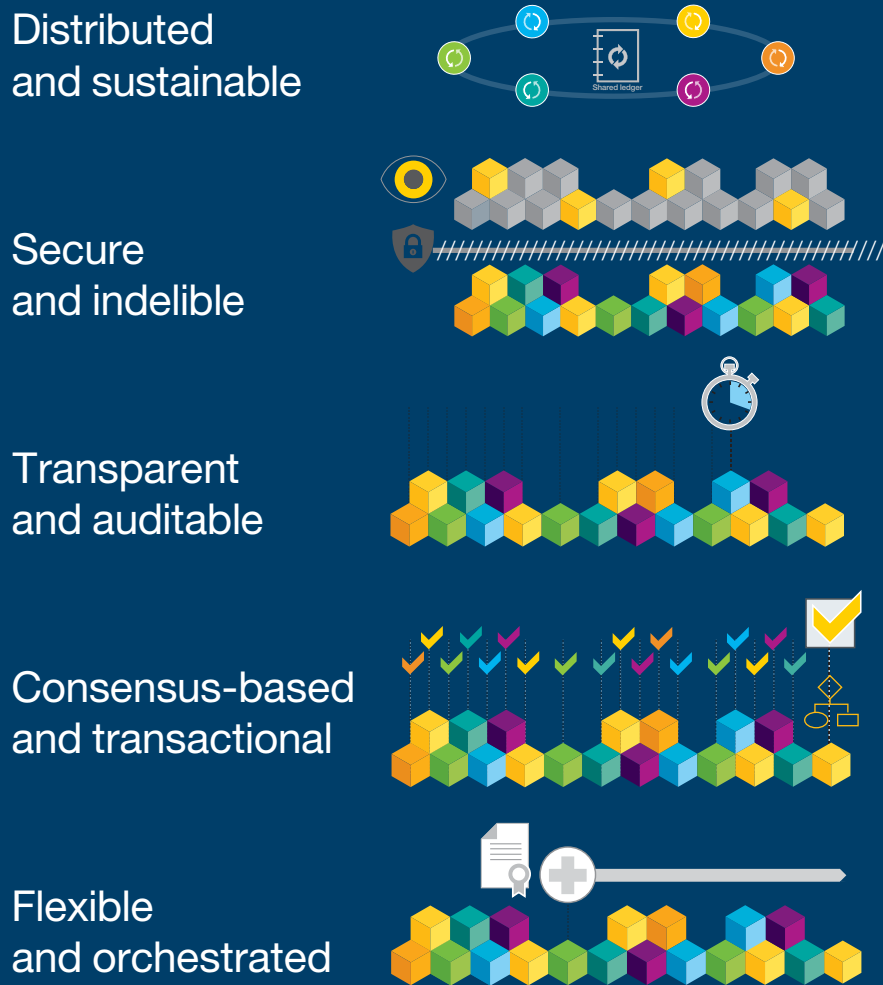 Distributed
and sustainable
Shared ledger
Secure
and indelible
Transparent
and auditable
Consensus-based
and transactional
Flexible
and orchestrated